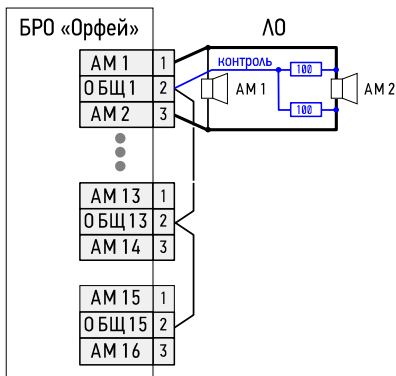 БРО «Орфей»
ЛО
АМ 1 1
ОБЩ 1 2
АМ 2 3
контроль
100
АМ 1
АМ 2
100
АМ 13 1
ОБЩ 13 2
АМ 14 3
АМ 15 1
ОБЩ 15 2
АМ 16 3